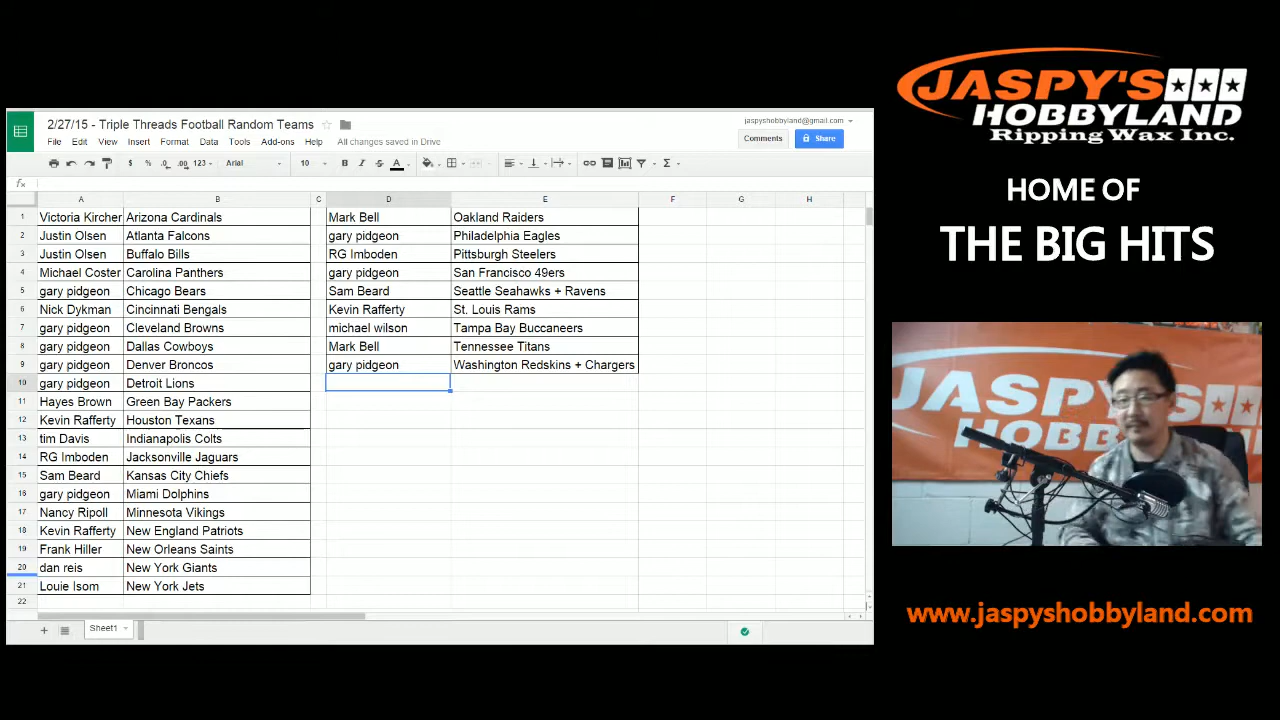 2/27/15 - Triple Threads Football Random Teams
jaspyshobbyland@gmail.com
File Edit View Insert Format Data Tools Add-ons Help All changes saved in Drive
Comments Share
$ % .0 .00 123 Arial 10 B I S A Σ
fx
A B C D E F G H
1 Victoria Kircher Arizona Cardinals Mark Bell Oakland Raiders
2 Justin Olsen Atlanta Falcons gary pidgeon Philadelphia Eagles
3 Justin Olsen Buffalo Bills RG Imboden Pittsburgh Steelers
4 Michael Coster Carolina Panthers gary pidgeon San Francisco 49ers
5 gary pidgeon Chicago Bears Sam Beard Seattle Seahawks + Ravens
6 Nick Dykman Cincinnati Bengals Kevin Rafferty St. Louis Rams
7 gary pidgeon Cleveland Browns michael wilson Tampa Bay Buccaneers
8 gary pidgeon Dallas Cowboys Mark Bell Tennessee Titans
9 gary pidgeon Denver Broncos gary pidgeon Washington Redskins + Chargers
10 gary pidgeon Detroit Lions
11 Hayes Brown Green Bay Packers
12 Kevin Rafferty Houston Texans
13 tim Davis Indianapolis Colts
14 RG Imboden Jacksonville Jaguars
15 Sam Beard Kansas City Chiefs
16 gary pidgeon Miami Dolphins
17 Nancy Ripoll Minnesota Vikings
18 Kevin Rafferty New England Patriots
19 Frank Hiller New Orleans Saints
20 dan reis New York Giants
21 Louie Isom New York Jets
22
Sheet1
JASPY'S
HOBBYLAND
Ripping Wax Inc.
HOME OF
THE BIG HITS
JASPY'S
HOBB
www.jaspyshobbyland.com